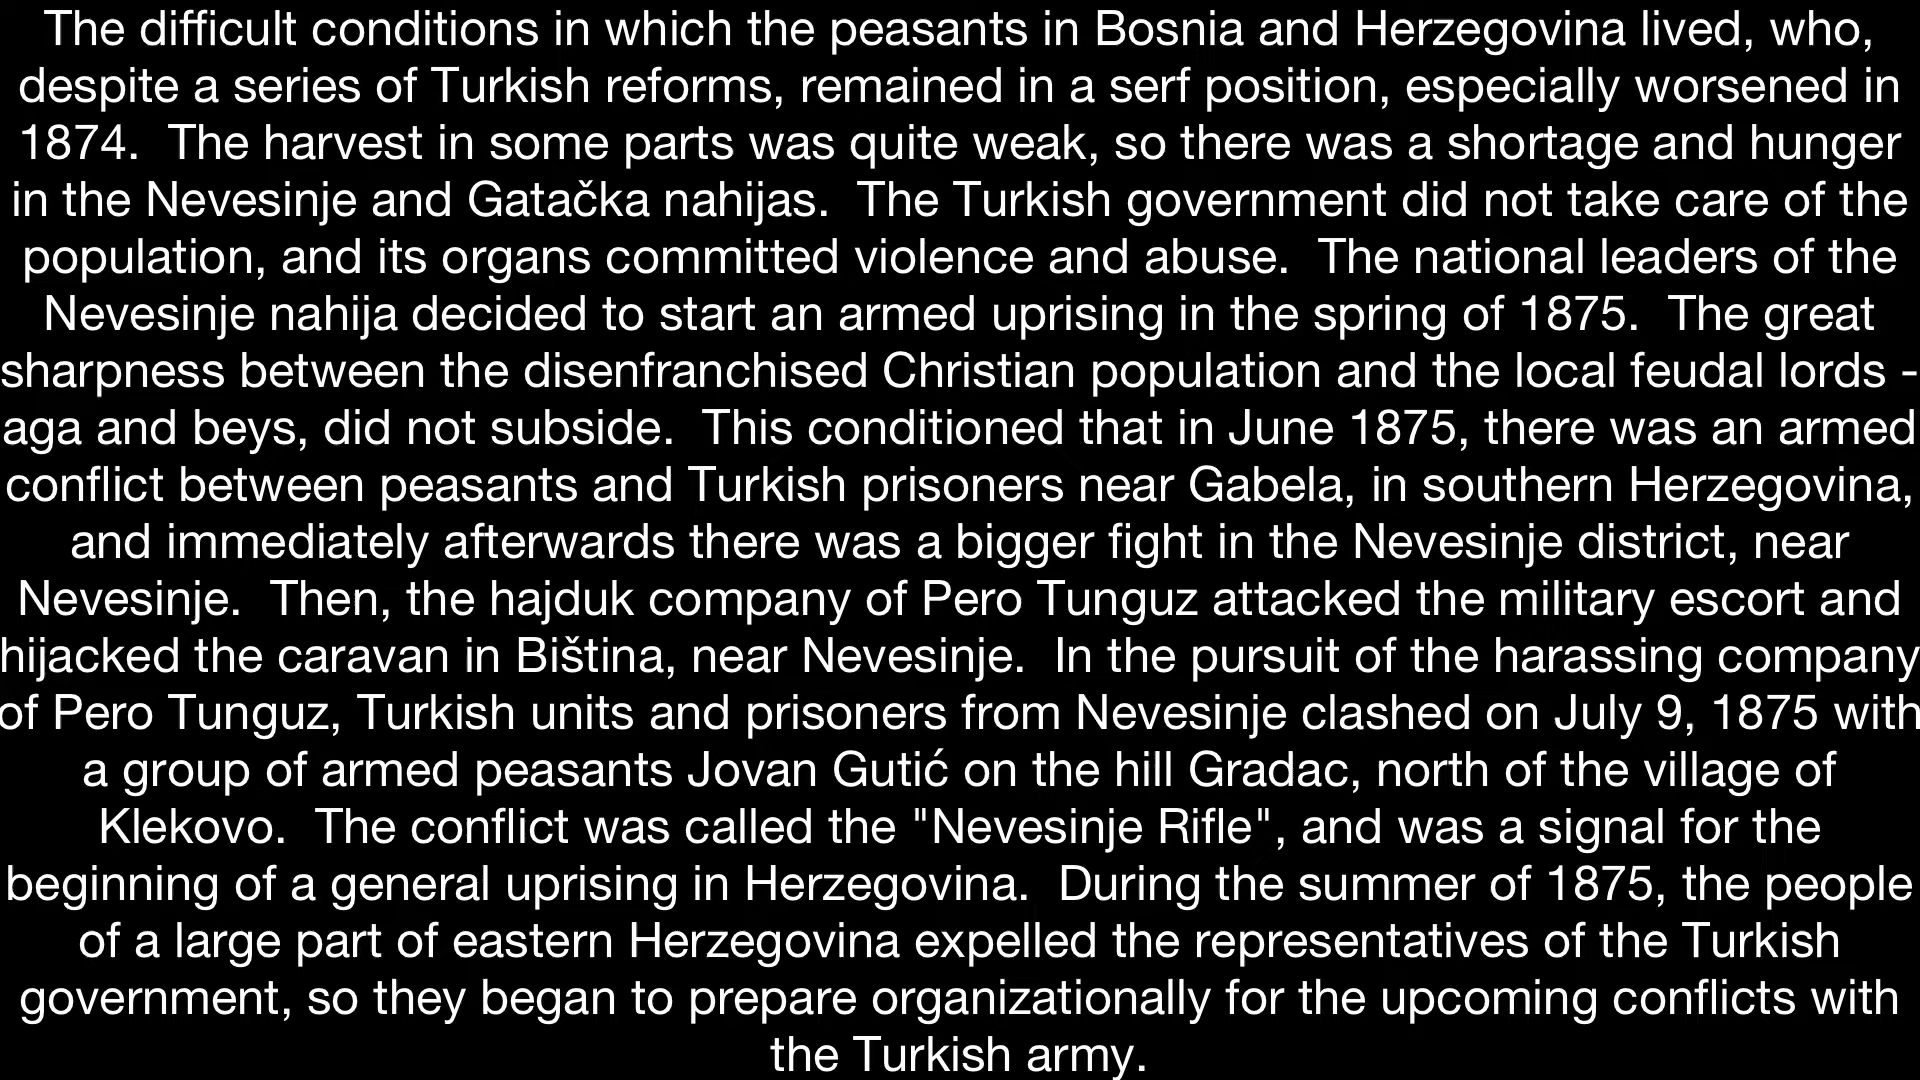 The difficult conditions in which the peasants in Bosnia and Herzegovina lived, who,
despite a series of Turkish reforms, remained in a serf position, especially worsened in
1874.  The harvest in some parts was quite weak, so there was a shortage and hunger
in the Nevesinje and Gatačka nahijas.  The Turkish government did not take care of the
population, and its organs committed violence and abuse.  The national leaders of the
Nevesinje nahija decided to start an armed uprising in the spring of 1875.  The great
sharpness between the disenfranchised Christian population and the local feudal lords -
aga and beys, did not subside.  This conditioned that in June 1875, there was an armed
conflict between peasants and Turkish prisoners near Gabela, in southern Herzegovina,
and immediately afterwards there was a bigger fight in the Nevesinje district, near
Nevesinje.  Then, the hajduk company of Pero Tunguz attacked the military escort and
hijacked the caravan in Biština, near Nevesinje.  In the pursuit of the harassing company
of Pero Tunguz, Turkish units and prisoners from Nevesinje clashed on July 9, 1875 with
a group of armed peasants Jovan Gutić on the hill Gradac, north of the village of
Klekovo.  The conflict was called the "Nevesinje Rifle", and was a signal for the
beginning of a general uprising in Herzegovina.  During the summer of 1875, the people
of a large part of eastern Herzegovina expelled the representatives of the Turkish
government, so they began to prepare organizationally for the upcoming conflicts with
the Turkish army.